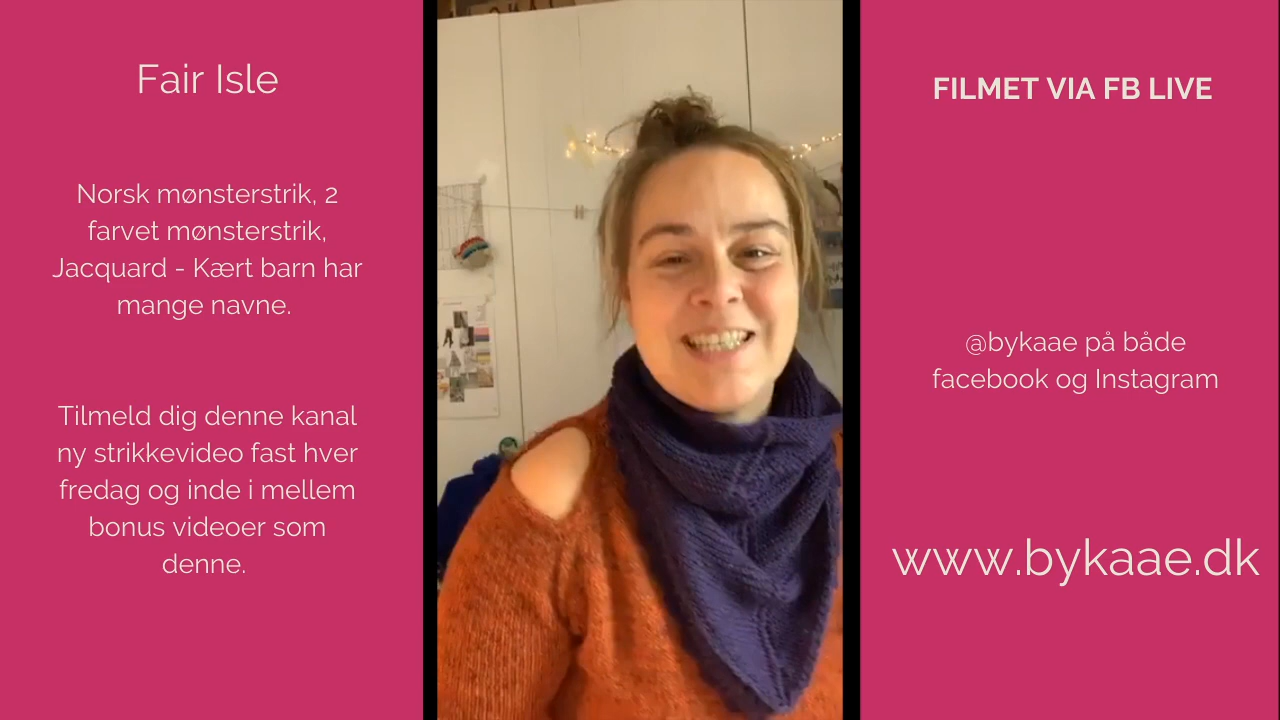 Fair Isle
Norsk mønsterstrik, 2
farvet mønsterstrik,
Jacquard - Kært barn har
mange navne.
Tilmeld dig denne kanal
ny strikkevideo fast hver
fredag og inde i mellem
bonus videoer som
denne.
FILMET VIA FB LIVE
@bykaae på både
facebook og Instagram
www.bykaae.dk